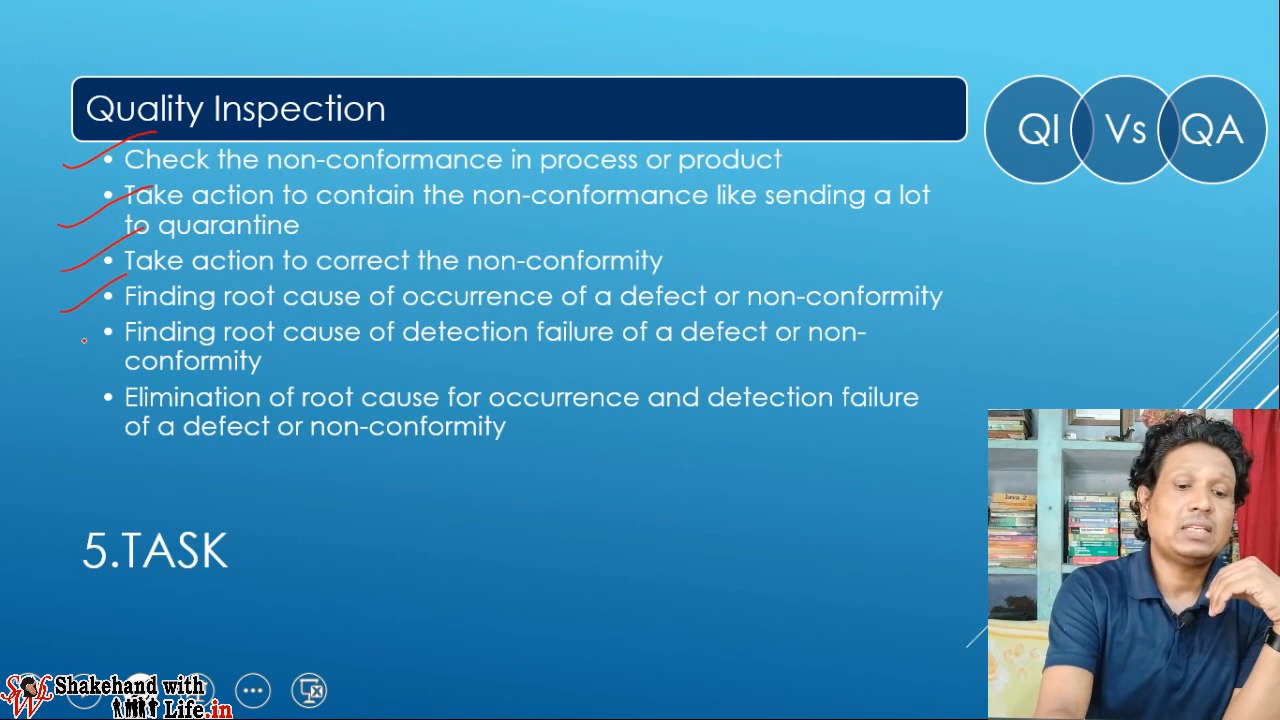 Quality Inspection
QI Vs QA
• Check the non-conformance in process or product
• Take action to contain the non-conformance like sending a lot
to quarantine
• Take action to correct the non-conformity
• Finding root cause of occurrence of a defect or non-conformity
• Finding root cause of detection failure of a defect or non-
conformity
• Elimination of root cause for occurrence and detection failure
of a defect or non-conformity
5.TASK
Java 2
Shakehand with
Life.in